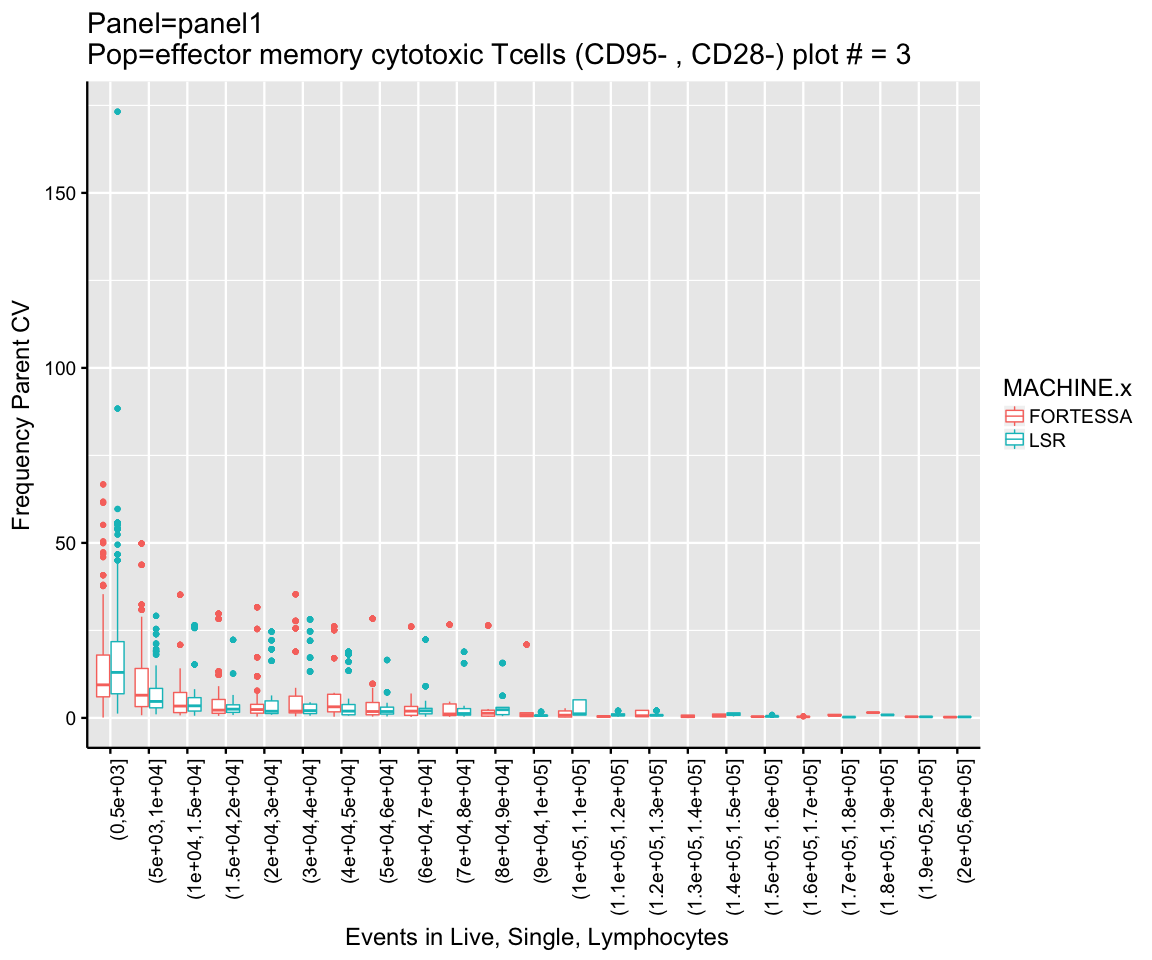 Panel=panel1
Pop=effector memory cytotoxic Tcells (CD95- , CD28-) plot # = 3
Frequency Parent CV
150
100
50
0
(0,5e+03]
(5e+03,1e+04]
(1e+04,1.5e+04]
(1.5e+04,2e+04]
(2e+04,3e+04]
(3e+04,4e+04]
(4e+04,5e+04]
(5e+04,6e+04]
(6e+04,7e+04]
(7e+04,8e+04]
(8e+04,9e+04]
(9e+04,1e+05]
(1e+05,1.1e+05]
(1.1e+05,1.2e+05]
(1.2e+05,1.3e+05]
(1.3e+05,1.4e+05]
(1.4e+05,1.5e+05]
(1.5e+05,1.6e+05]
(1.6e+05,1.7e+05]
(1.7e+05,1.8e+05]
(1.8e+05,1.9e+05]
(1.9e+05,2e+05]
(2e+05,6e+05]
Events in Live, Single, Lymphocytes
MACHINE.x
FORTESSA
LSR